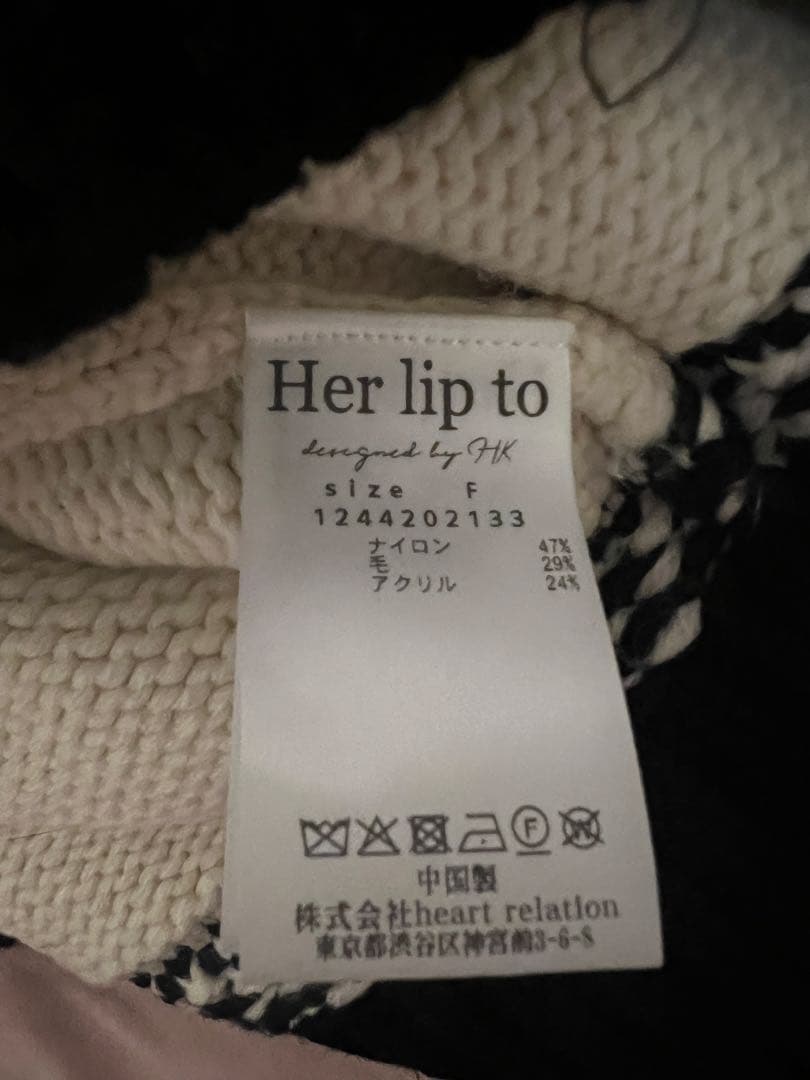 Her lip to
designed by HK
size F
1244202133
ナイロン 47%
毛 29%
アクリル 24%
F W
中国製
株式会社heart relation
東京都渋谷区神宮前3-6-8